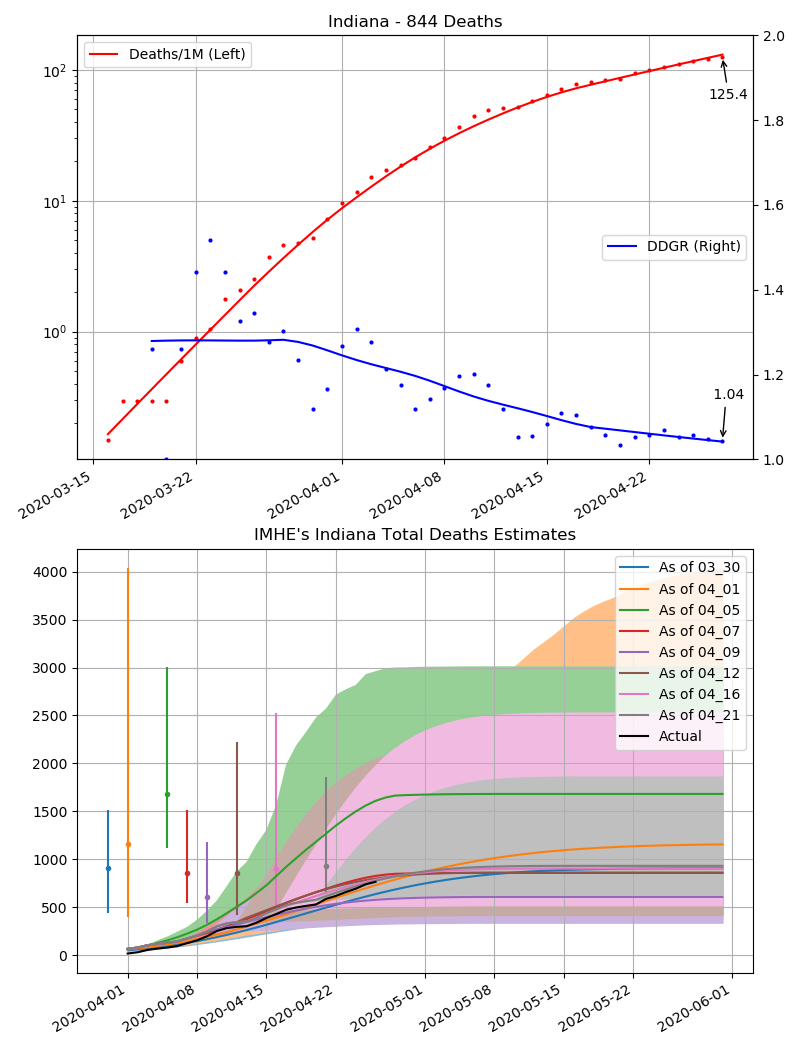 Indiana - 844 Deaths
Deaths/1M (Left)
DDGR (Right)
125.4
1.04
10²
10¹
10⁰
2.0
1.8
1.6
1.4
1.2
1.0
2020-03-15
2020-03-22
2020-04-01
2020-04-08
2020-04-15
2020-04-22
IMHE's Indiana Total Deaths Estimates
As of 03_30
As of 04_01
As of 04_05
As of 04_07
As of 04_09
As of 04_12
As of 04_16
As of 04_21
Actual
4000
3500
3000
2500
2000
1500
1000
500
0
2020-04-01
2020-04-08
2020-04-15
2020-04-22
2020-05-01
2020-05-08
2020-05-15
2020-05-22
2020-06-01